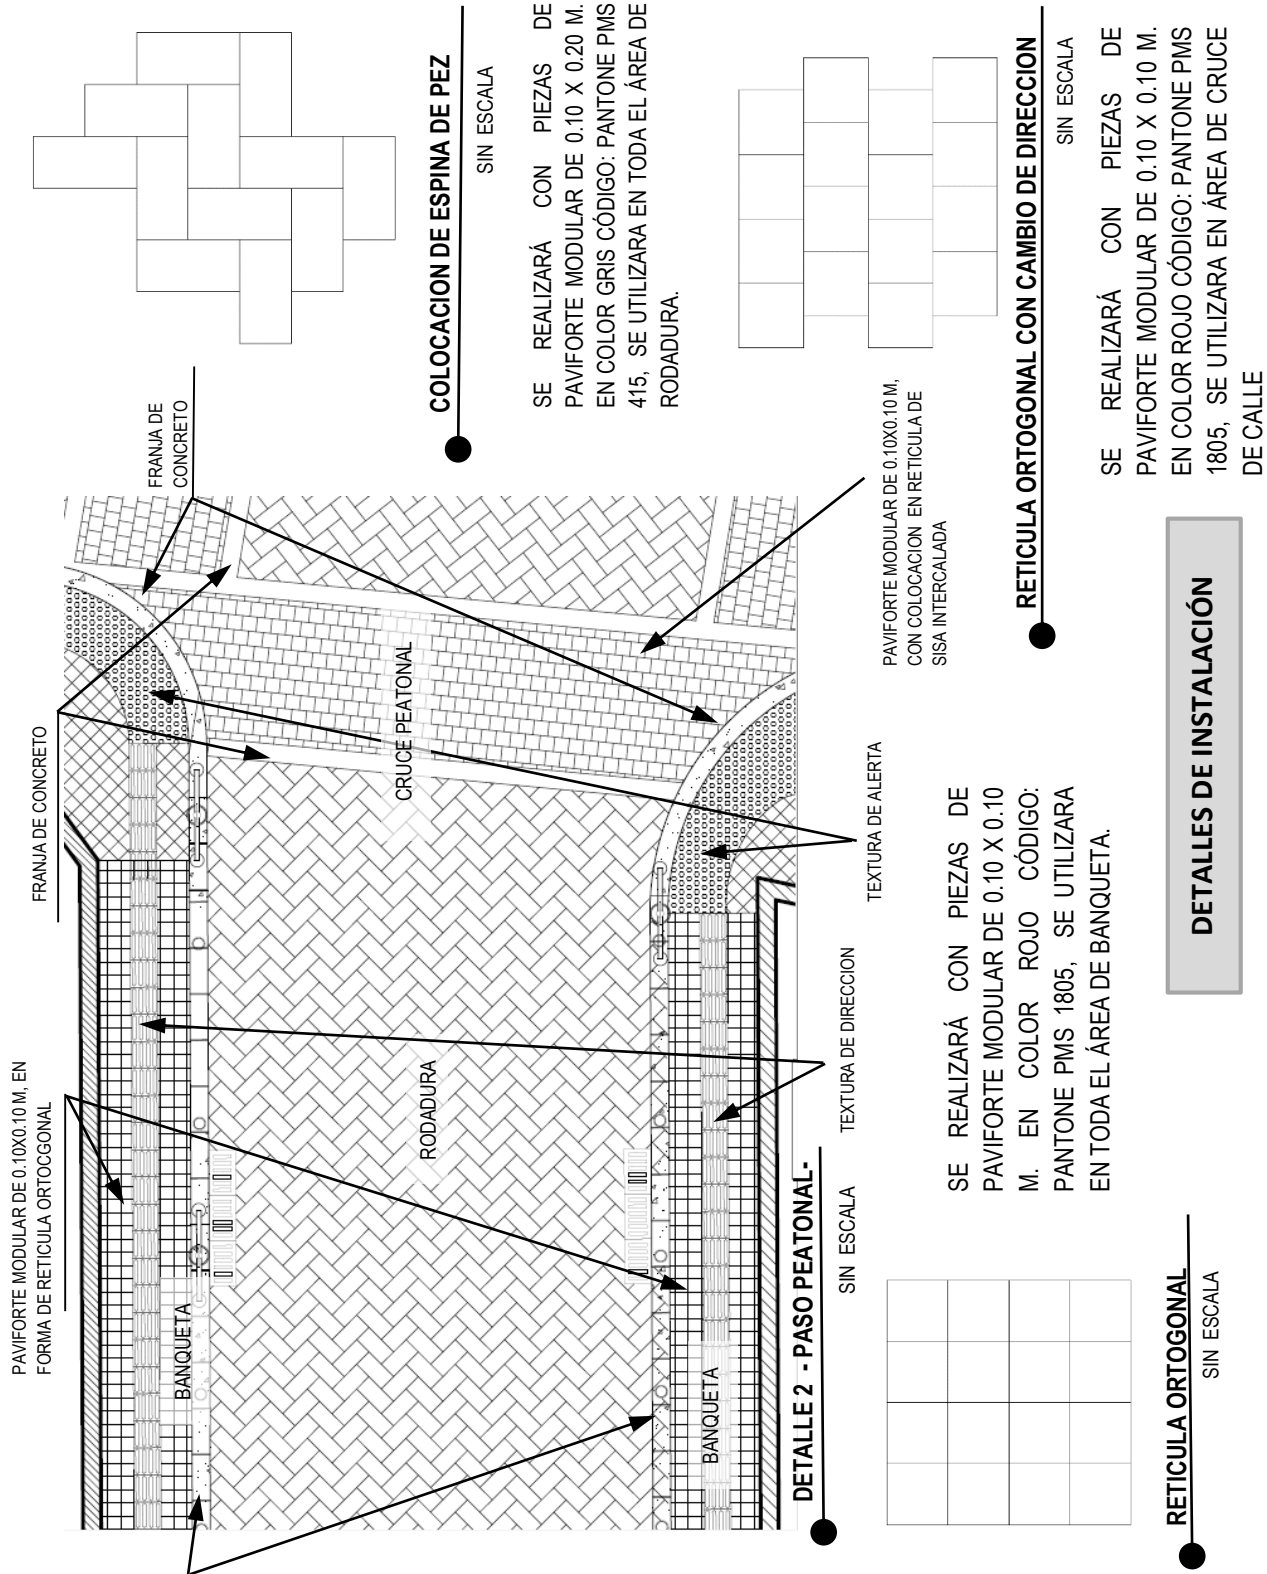 PAVIFORTE MODULAR DE 0.10X0.10 M, EN
FORMA DE RETICULA ORTOCGONAL
FRANJA DE CONCRETO
FRANJA DE
CONCRETO
BANQUETA
RODADURA
CRUCE PEATONAL
BANQUETA
DETALLE 2 - PASO PEATONAL-
SIN ESCALA
TEXTURA DE DIRECCION
TEXTURA DE ALERTA
PAVIFORTE MODULAR DE 0.10X0.10 M,
CON COLOCACION EN RETICULA DE
SISA INTERCALADA
COLOCACION DE ESPINA DE PEZ
SIN ESCALA
SE REALIZARÁ CON PIEZAS DE
PAVIFORTE MODULAR DE 0.10 X 0.20 M.
EN COLOR GRIS CÓDIGO: PANTONE PMS
415, SE UTILIZARA EN TODA EL ÁREA DE
RODADURA.
RETICULA ORTOGONAL
SIN ESCALA
SE REALIZARÁ CON PIEZAS DE
PAVIFORTE MODULAR DE 0.10 X 0.10
M. EN COLOR ROJO CÓDIGO:
PANTONE PMS 1805, SE UTILIZARA
EN TODA EL ÁREA DE BANQUETA.
RETICULA ORTOGONAL CON CAMBIO DE DIRECCION
SIN ESCALA
SE REALIZARÁ CON PIEZAS DE
PAVIFORTE MODULAR DE 0.10 X 0.10 M.
EN COLOR ROJO CÓDIGO: PANTONE PMS
1805, SE UTILIZARA EN ÁREA DE CRUCE
DE CALLE
DETALLES DE INSTALACIÓN